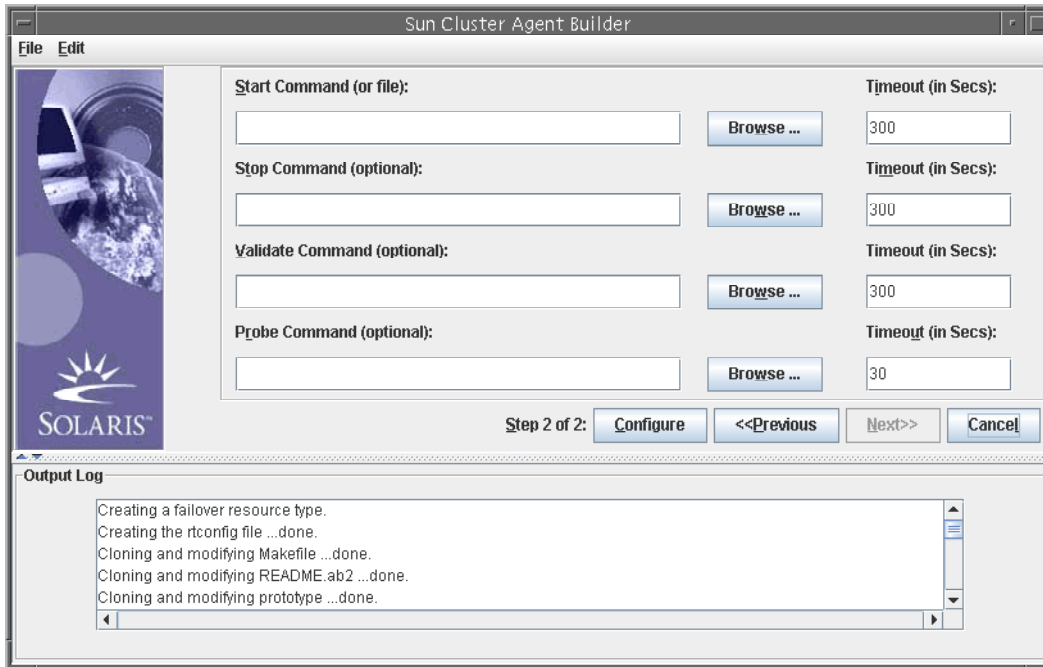 Sun Cluster Agent Builder
File Edit
Start Command (or file): Timeout (in Secs):
Browse ... 300
Stop Command (optional): Timeout (in Secs):
Browse ... 300
Validate Command (optional): Timeout (in Secs):
Browse ... 300
Probe Command (optional): Timeout (in Secs):
Browse ... 30
SOLARIS™
Step 2 of 2: Configure <<Previous Next>> Cancel
Output Log
Creating a failover resource type.
Creating the rtconfig file ...done.
Cloning and modifying Makefile ...done.
Cloning and modifying README.ab2 ...done.
Cloning and modifying prototype ...done.